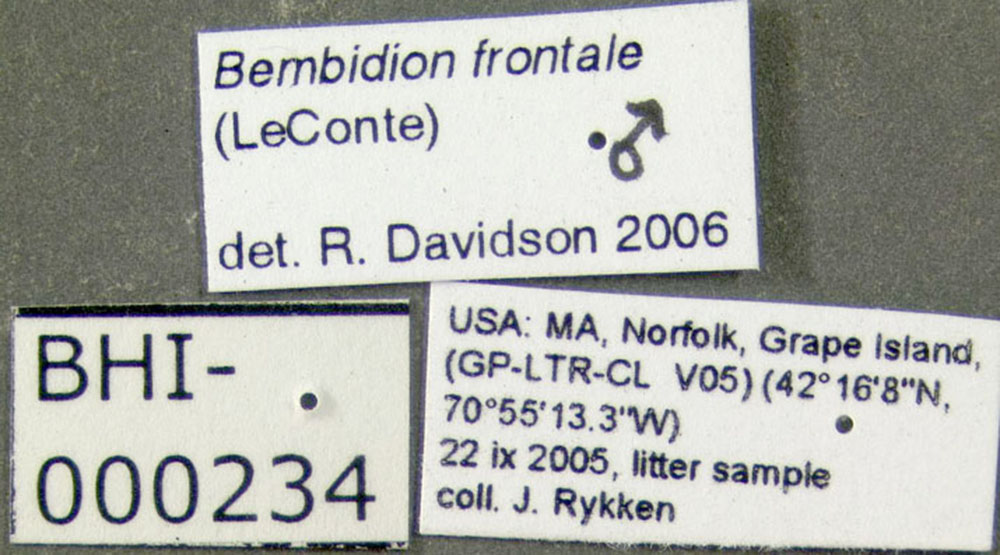 Bembidion frontale
(LeConte) ♂
det. R. Davidson 2006
BHI-
000234
USA: MA, Norfolk, Grape Island,
(GP-LTR-CL V05) (42°16'8"N,
70°55'13.3"W)
22 ix 2005, litter sample
coll. J. Rykken